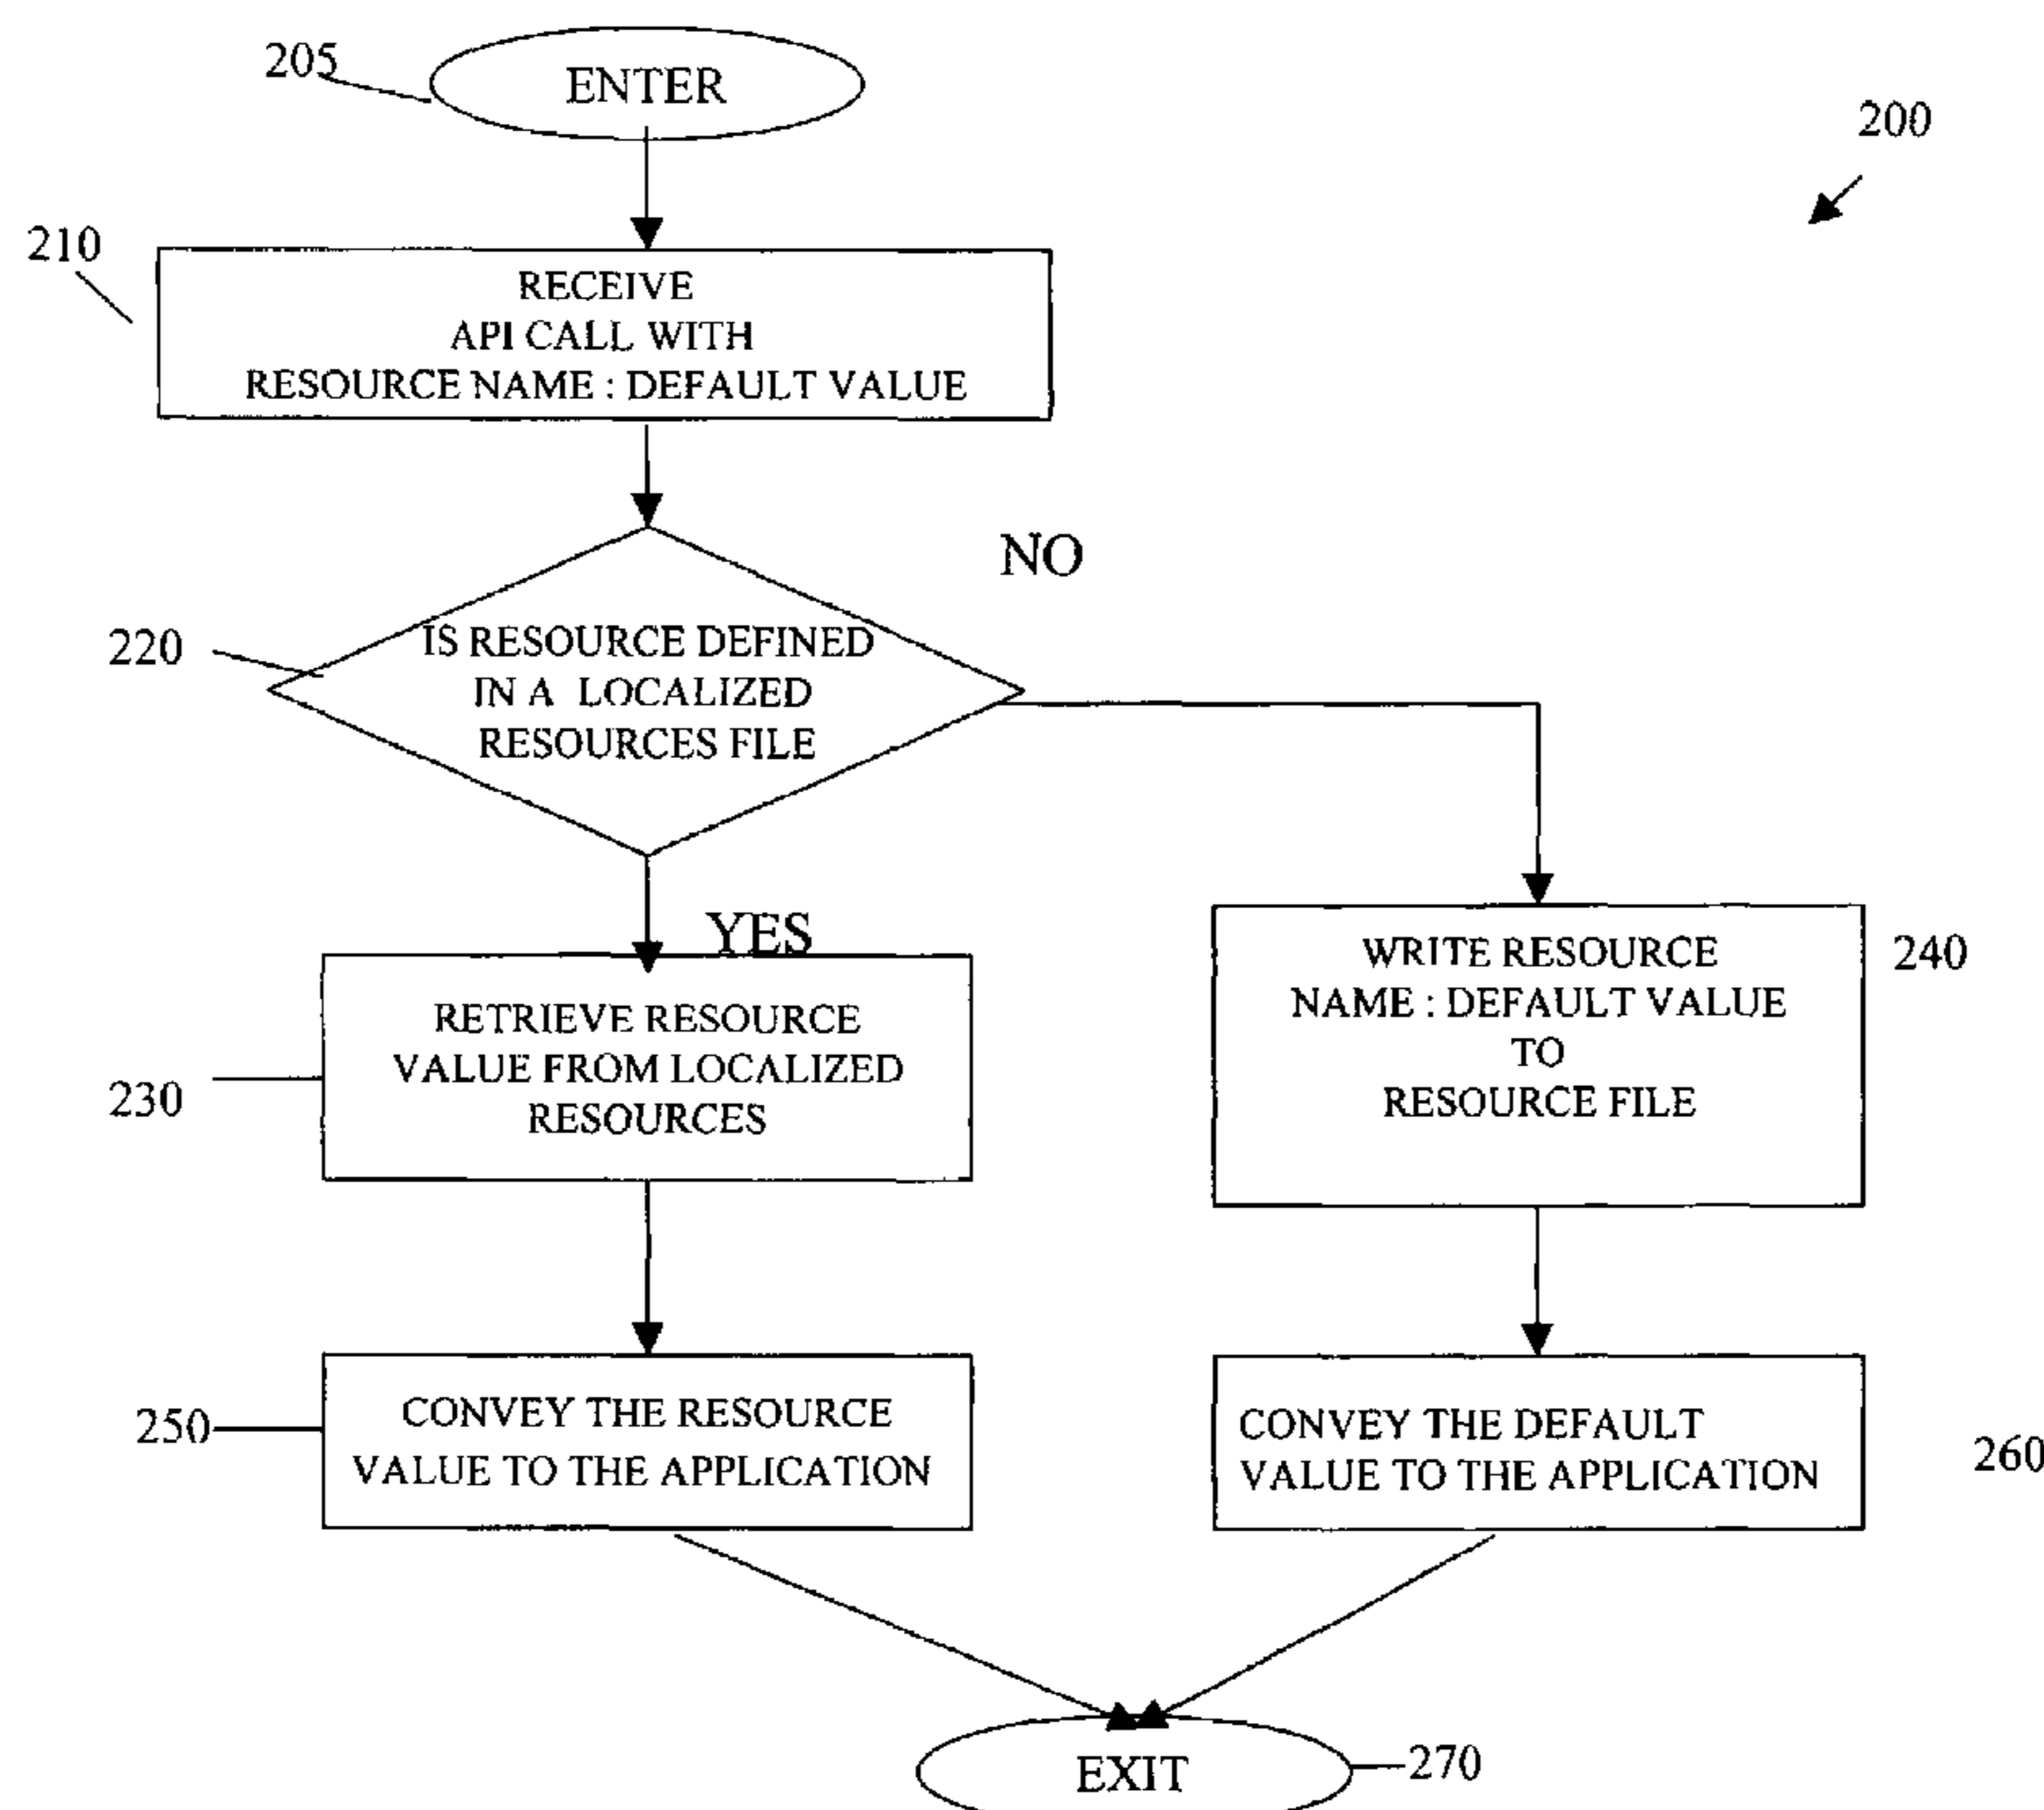 205
ENTER
200
210
RECEIVE
API CALL WITH
RESOURCE NAME : DEFAULT VALUE
NO
220
IS RESOURCE DEFINED
IN A LOCALIZED
RESOURCES FILE
YES
230
RETRIEVE RESOURCE
VALUE FROM LOCALIZED
RESOURCES
240
WRITE RESOURCE
NAME : DEFAULT VALUE
TO
RESOURCE FILE
250
CONVEY THE RESOURCE
VALUE TO THE APPLICATION
CONVEY THE DEFAULT
VALUE TO THE APPLICATION
260
EXIT
270